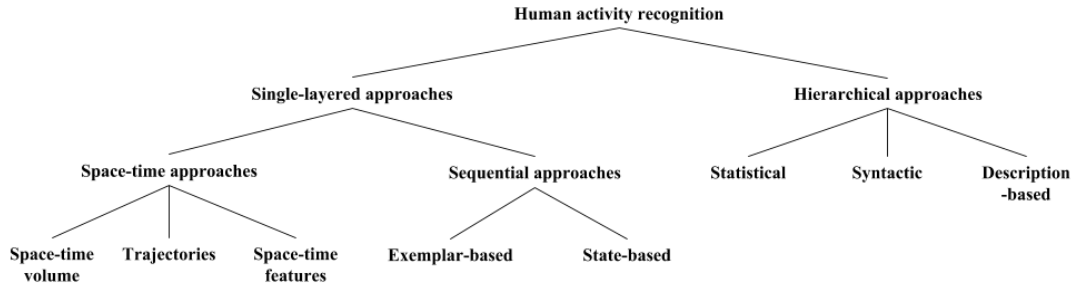 Human activity recognition
Single-layered approaches
Hierarchical approaches
Space-time approaches
Sequential approaches
Statistical
Syntactic
Description
-based
Space-time
volume
Trajectories
Space-time
features
Exemplar-based
State-based